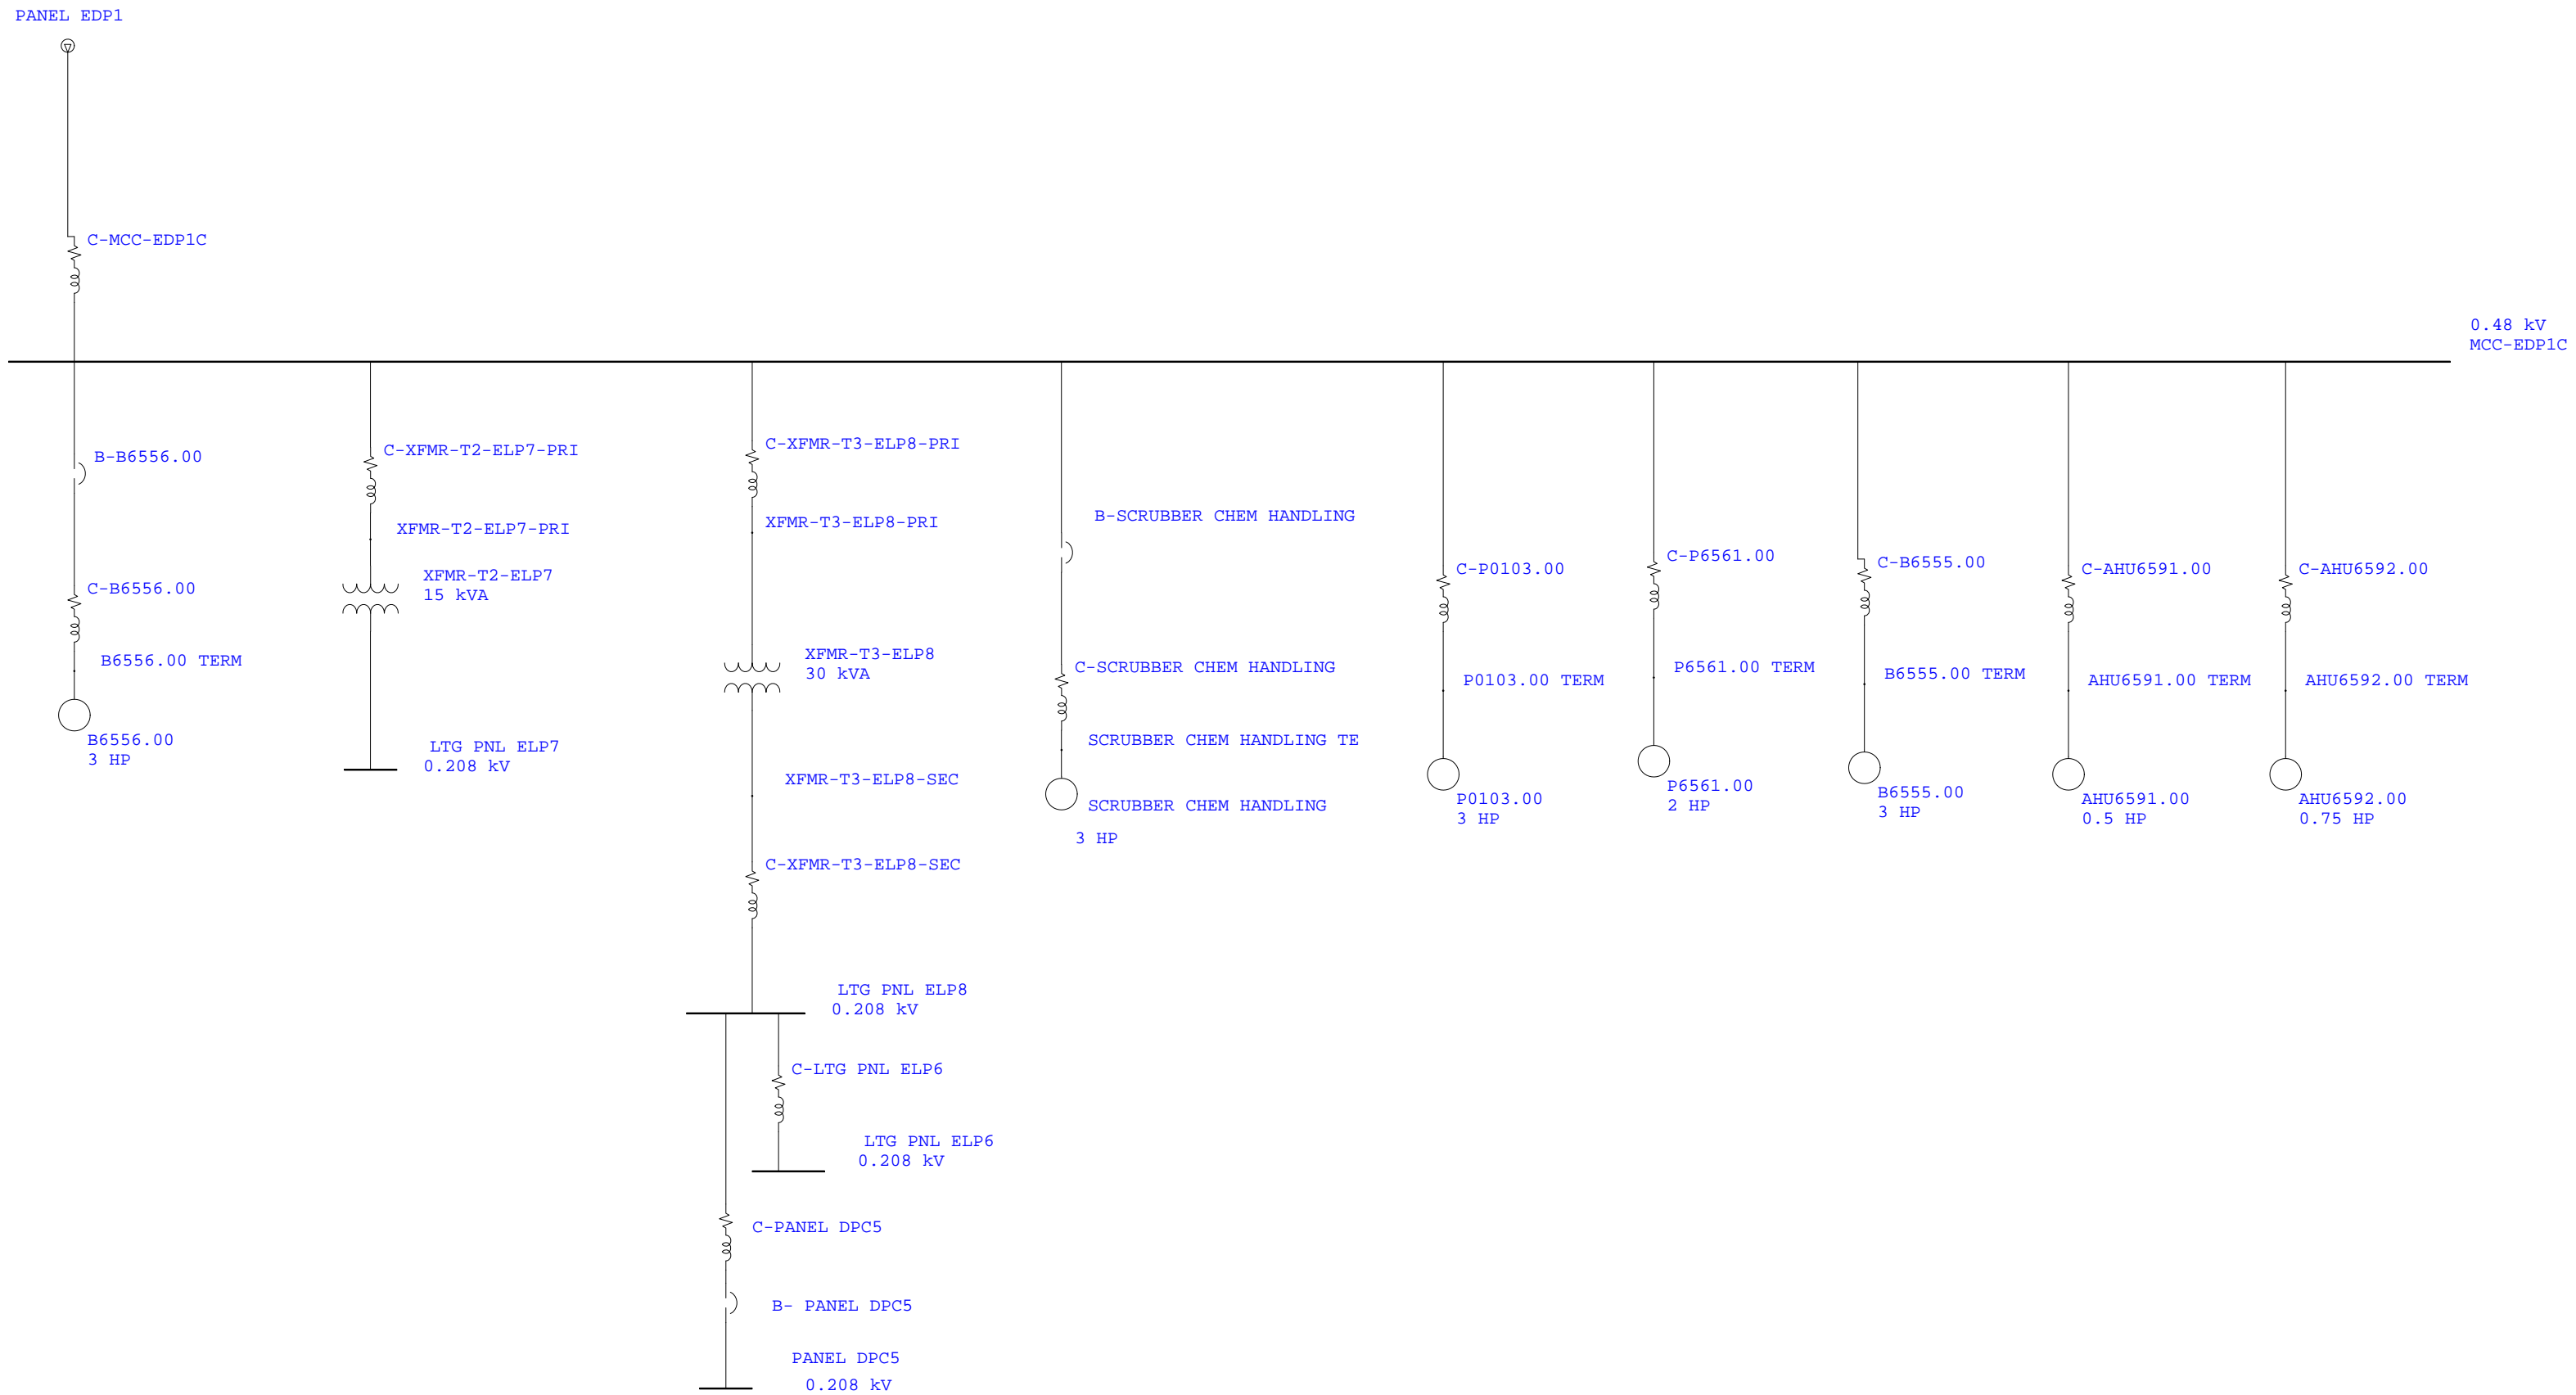 PANEL EDP1
C-MCC-EDP1C
0.48 kV
MCC-EDP1C
B-B6556.00
C-B6556.00
B6556.00 TERM
B6556.00
3 HP
C-XFMR-T2-ELP7-PRI
XFMR-T2-ELP7-PRI
XFMR-T2-ELP7
15 kVA
LTG PNL ELP7
0.208 kV
C-XFMR-T3-ELP8-PRI
XFMR-T3-ELP8-PRI
XFMR-T3-ELP8
30 kVA
XFMR-T3-ELP8-SEC
C-XFMR-T3-ELP8-SEC
LTG PNL ELP8
0.208 kV
C-LTG PNL ELP6
LTG PNL ELP6
0.208 kV
C-PANEL DPC5
B- PANEL DPC5
PANEL DPC5
0.208 kV
B-SCRUBBER CHEM HANDLING
C-SCRUBBER CHEM HANDLING
SCRUBBER CHEM HANDLING TE
SCRUBBER CHEM HANDLING
3 HP
C-P0103.00
P0103.00 TERM
P0103.00
3 HP
C-P6561.00
P6561.00 TERM
P6561.00
2 HP
C-B6555.00
B6555.00 TERM
B6555.00
3 HP
C-AHU6591.00
AHU6591.00 TERM
AHU6591.00
0.5 HP
C-AHU6592.00
AHU6592.00 TERM
AHU6592.00
0.75 HP